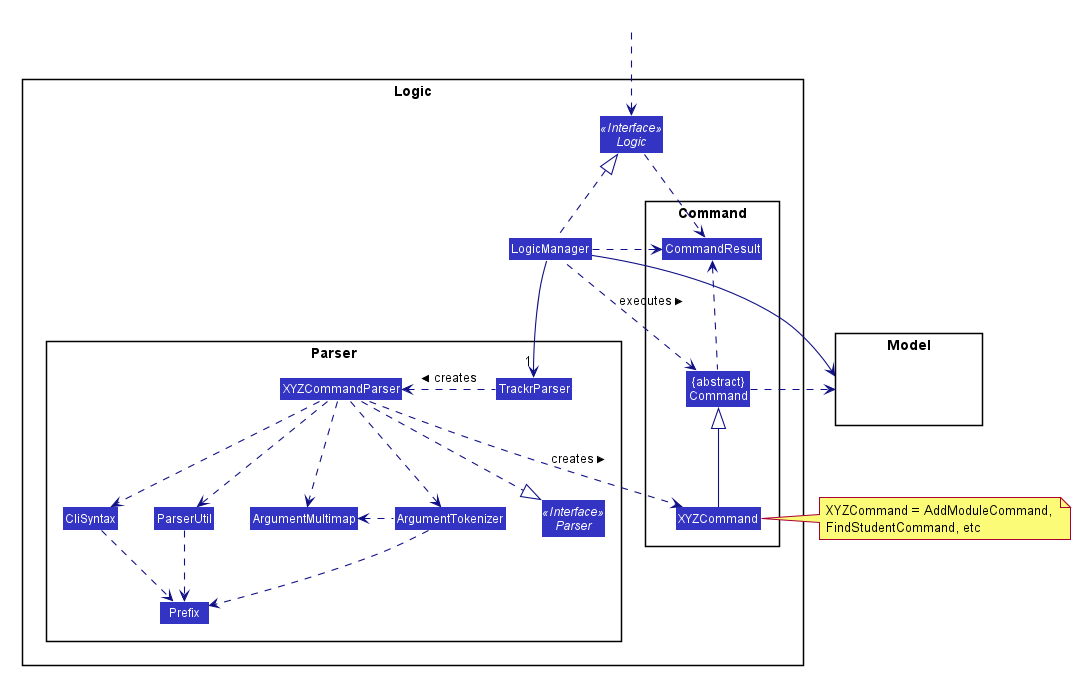 Logic
«Interface»
Logic
Command
LogicManager
CommandResult
executes ►
Model
Parser
1
{abstract}
Command
XYZCommandParser
◄ creates
TrackrParser
creates ►
CliSyntax
ParserUtil
ArgumentMultimap
ArgumentTokenizer
«Interface»
Parser
XYZCommand
XYZCommand = AddModuleCommand,
FindStudentCommand, etc
Prefix